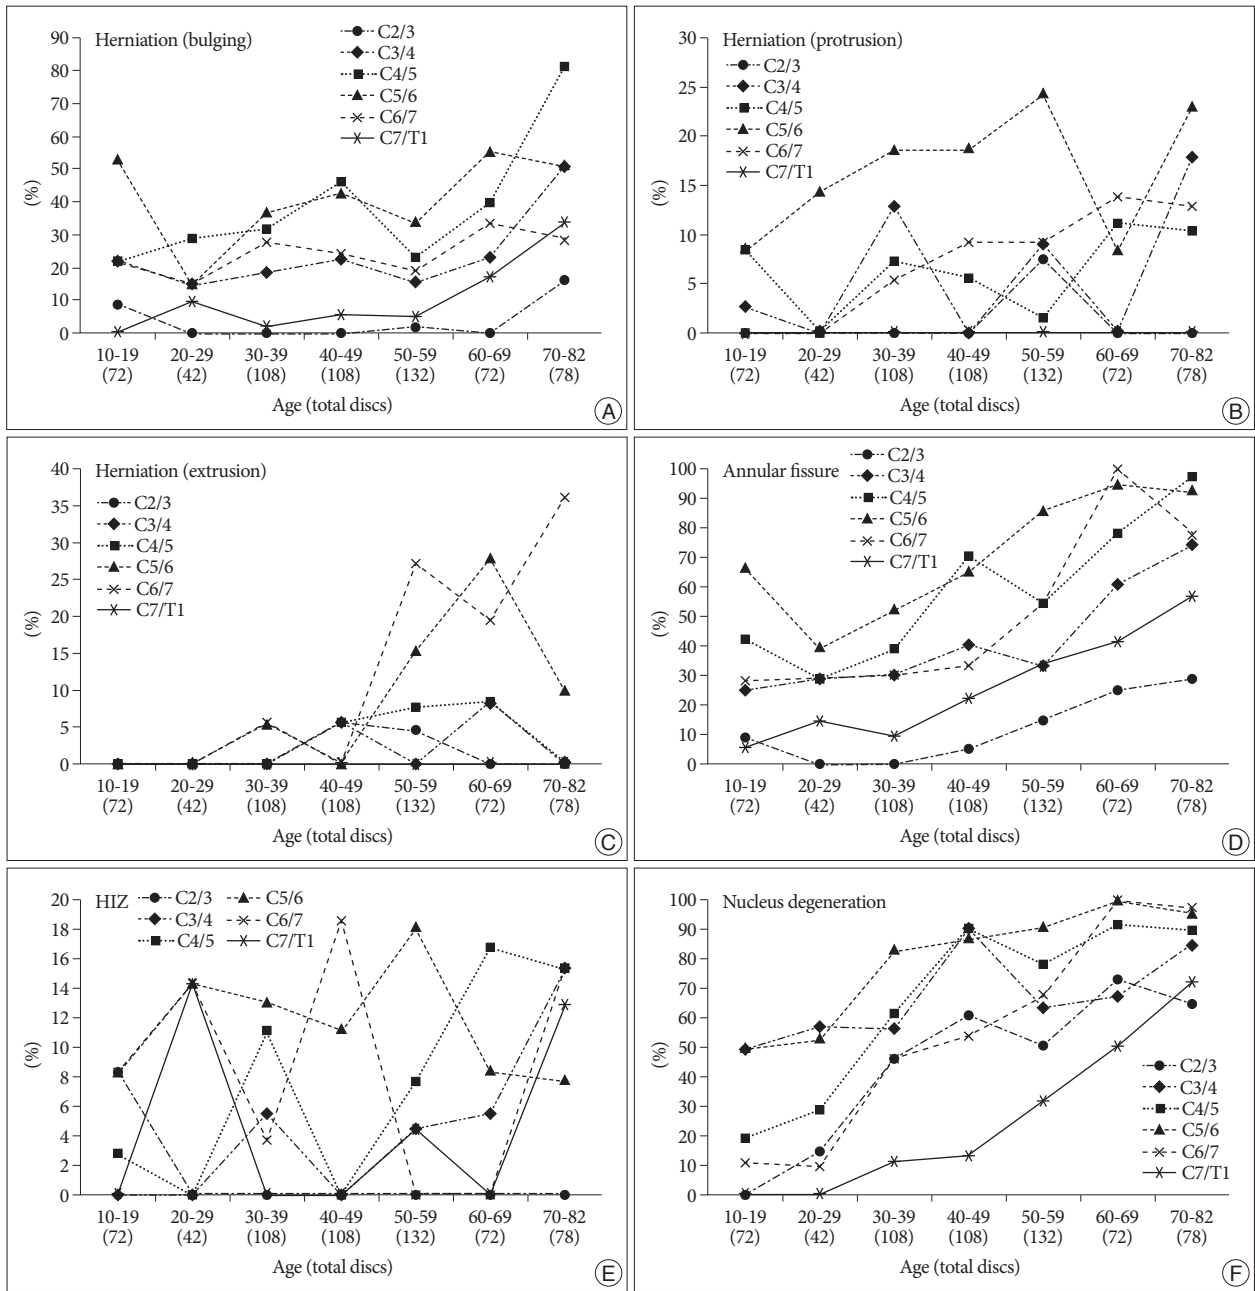 Herniation (bulging)
C2/3
C3/4
C4/5
C5/6
C6/7
C7/T1
90
80
70
60
50
40
30
20
10
0
(%)
10-19 20-29 30-39 40-49 50-59 60-69 70-82
(72) (42) (108) (108) (132) (72) (78)
Age (total discs)
A
Herniation (protrusion)
C2/3
C3/4
C4/5
C5/6
C6/7
C7/T1
30
25
20
15
10
5
0
(%)
10-19 20-29 30-39 40-49 50-59 60-69 70-82
(72) (42) (108) (108) (132) (72) (78)
Age (total discs)
B
Herniation (extrusion)
C2/3
C3/4
C4/5
C5/6
C6/7
C7/T1
40
35
30
25
20
15
10
5
0
(%)
10-19 20-29 30-39 40-49 50-59 60-69 70-82
(72) (42) (108) (108) (132) (72) (78)
Age (total discs)
C
Annular fissure
C2/3
C3/4
C4/5
C5/6
C6/7
C7/T1
100
90
80
70
60
50
40
30
20
10
0
(%)
10-19 20-29 30-39 40-49 50-59 60-69 70-82
(72) (42) (108) (108) (132) (72) (78)
Age (total discs)
D
HIZ
C2/3 C5/6
C3/4 C6/7
C4/5 C7/T1
20
18
16
14
12
10
8
6
4
2
0
(%)
10-19 20-29 30-39 40-49 50-59 60-69 70-82
(72) (42) (108) (108) (132) (72) (78)
Age (total discs)
E
Nucleus degeneration
100
90
80
70
60
50
40
30
20
10
0
(%)
C2/3
C3/4
C4/5
C5/6
C6/7
C7/T1
10-19 20-29 30-39 40-49 50-59 60-69 70-82
(72) (42) (108) (108) (132) (72) (78)
Age (total discs)
F